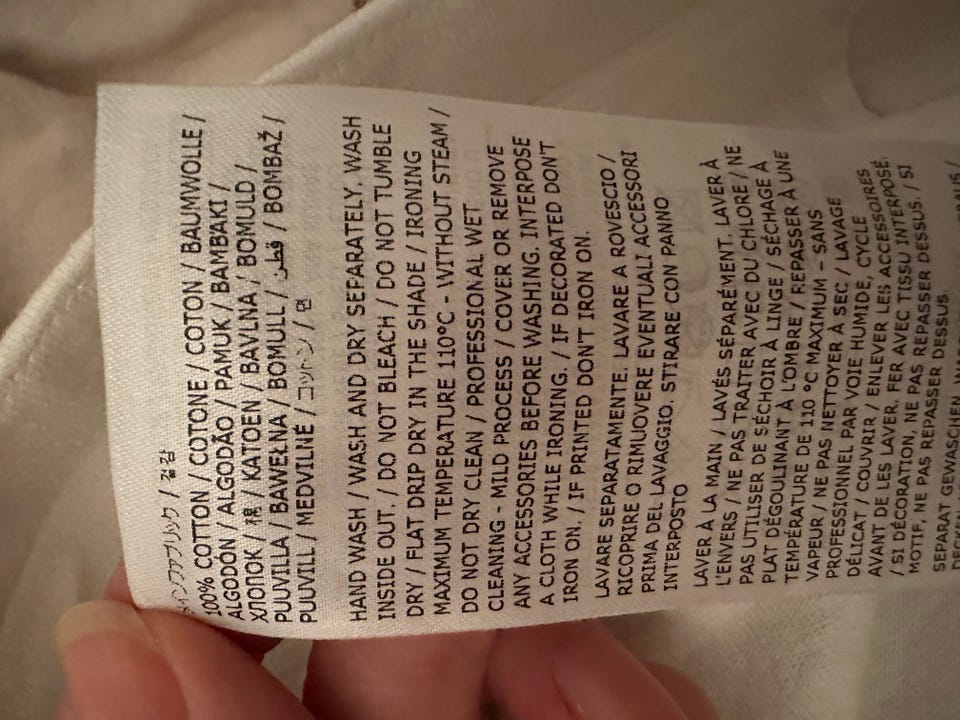 メインファブリック / 겉감
100% COTTON / COTONE / COTON / BAUMWOLLE /
ALGODÓN / ALGODÃO / PAMUK / BAMBAKI /
ХЛОПОК / 棉 / KATOEN / BAVLNA / BOMULD /
PUUVILLA / BAWEŁNA / BOMULL / قطن / BOMBAŽ /
PUUVILL / MEDVILNĖ / コットン / 면
HAND WASH / WASH AND DRY SEPARATELY. WASH
INSIDE OUT. / DO NOT BLEACH / DO NOT TUMBLE
DRY / FLAT DRIP DRY IN THE SHADE / IRONING
MAXIMUM TEMPERATURE 110°C - WITHOUT STEAM /
DO NOT DRY CLEAN / PROFESSIONAL WET
CLEANING - MILD PROCESS / COVER OR REMOVE
ANY ACCESSORIES BEFORE WASHING. INTERPOSE
A CLOTH WHILE IRONING. / IF DECORATED DON'T
IRON ON. / IF PRINTED DON'T IRON ON.
LAVARE SEPARATAMENTE. LAVARE A ROVESCIO /
RICOPRIRE O RIMUOVERE EVENTUALI ACCESSORI
PRIMA DEL LAVAGGIO. STIRARE CON PANNO
INTERPOSTO
LAVER À LA MAIN / LAVÉS SÉPARÉMENT. LAVER À
L'ENVERS / NE PAS TRAITER AVEC DU CHLORE / NE
PAS UTILISER DE SÉCHOIR À LINGE / SÉCHAGE À
PLAT DÉGOULINANT À L'OMBRE / REPASSER À UNE
TEMPÉRATURE DE 110 °C MAXIMUM – SANS
VAPEUR / NE PAS NETTOYER À SEC / LAVAGE
PROFESSIONNEL PAR VOIE HUMIDE, CYCLE
DÉLICAT / COUVRIR / ENLEVER LES ACCESSOIRES
AVANT DE LES LAVER. FER AVEC TISSU INTERPOSÉ.
/ SI DÉCORATION, NE PAS REPASSER DESSUS. / SI
MOTIF, NE PAS REPASSER DESSUS.
SEPARAT GEWASCHEN